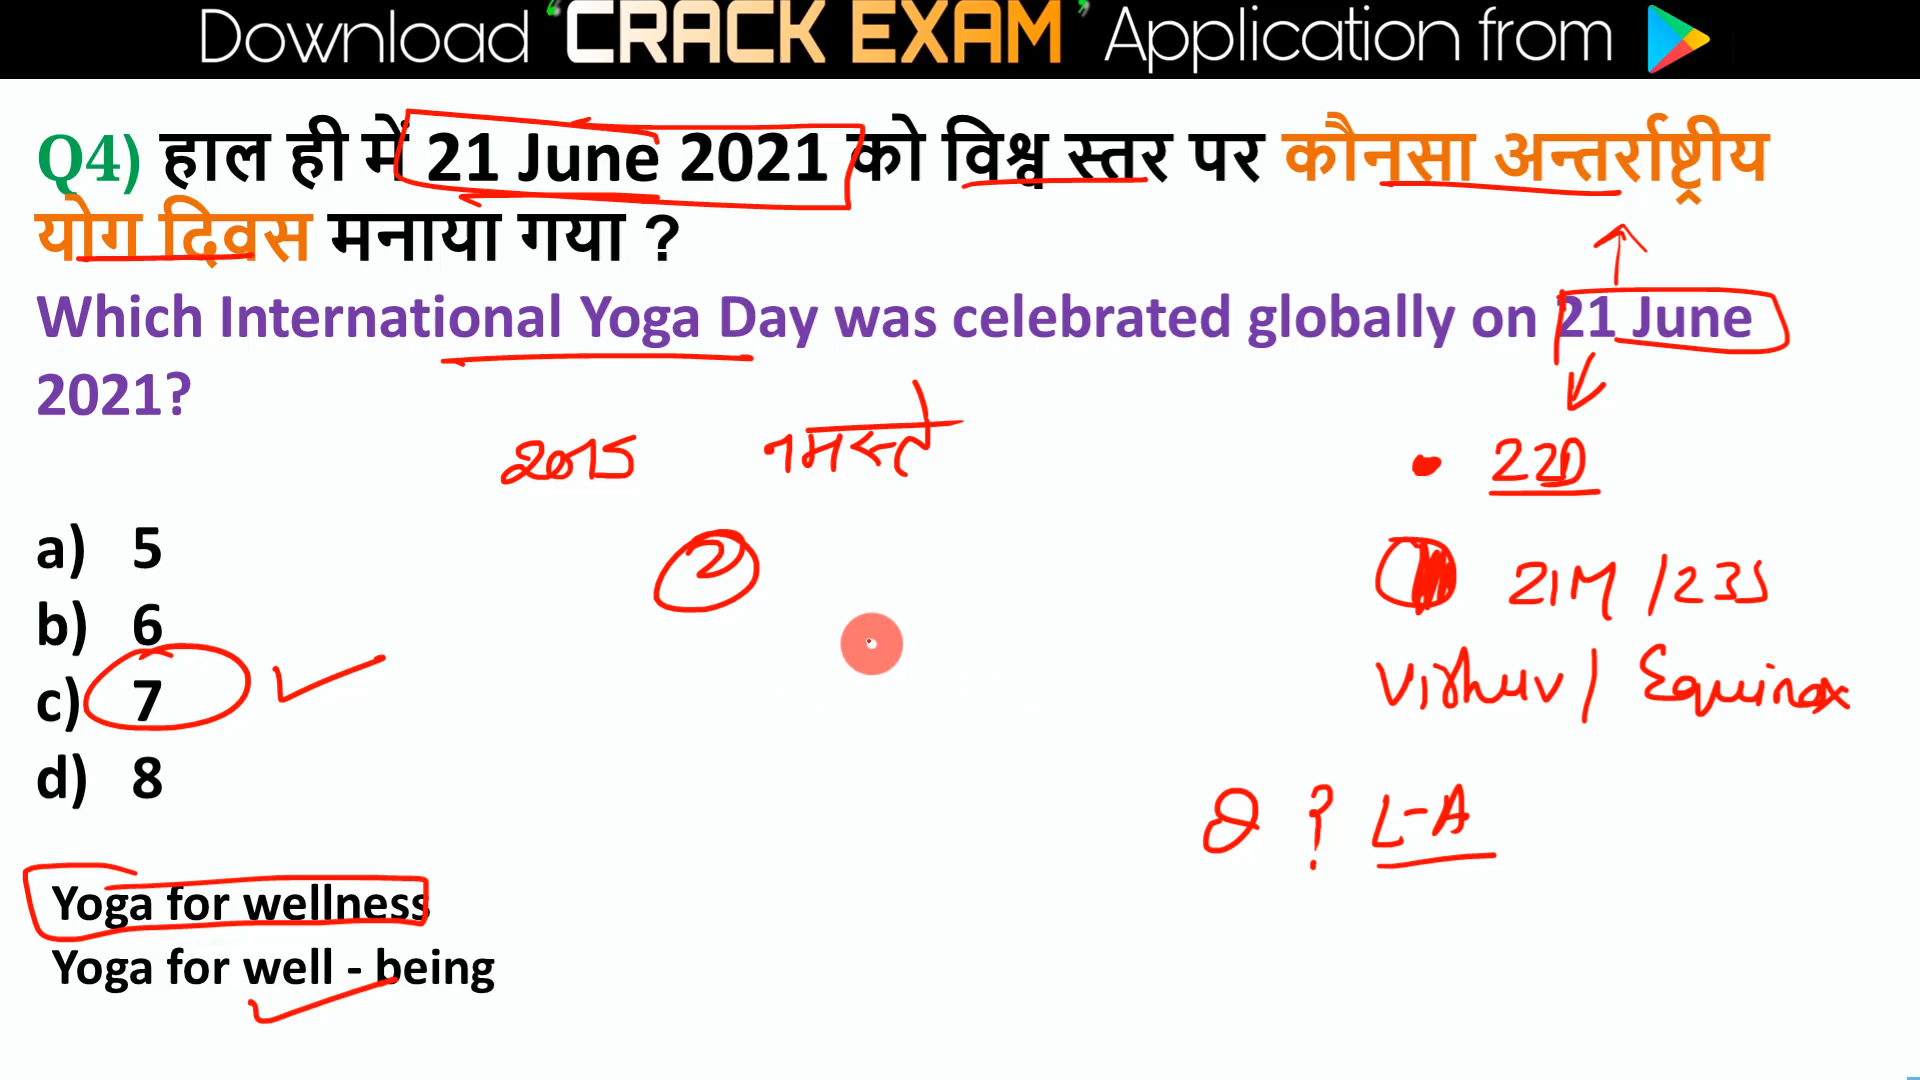 Download 'CRACK EXAM' Application from
Q4) हाल ही में 21 June 2021 को विश्व स्तर पर कौनसा अन्तर्राष्ट्रीय
योग दिवस मनाया गया ?
Which International Yoga Day was celebrated globally on 21 June
2021?
2015 नमस्ते
22D
a) 5
2
21M / 23S
b) 6
c) 7
Vishuv / Equinox
d) 8
? L-A
Yoga for wellness
Yoga for well - being